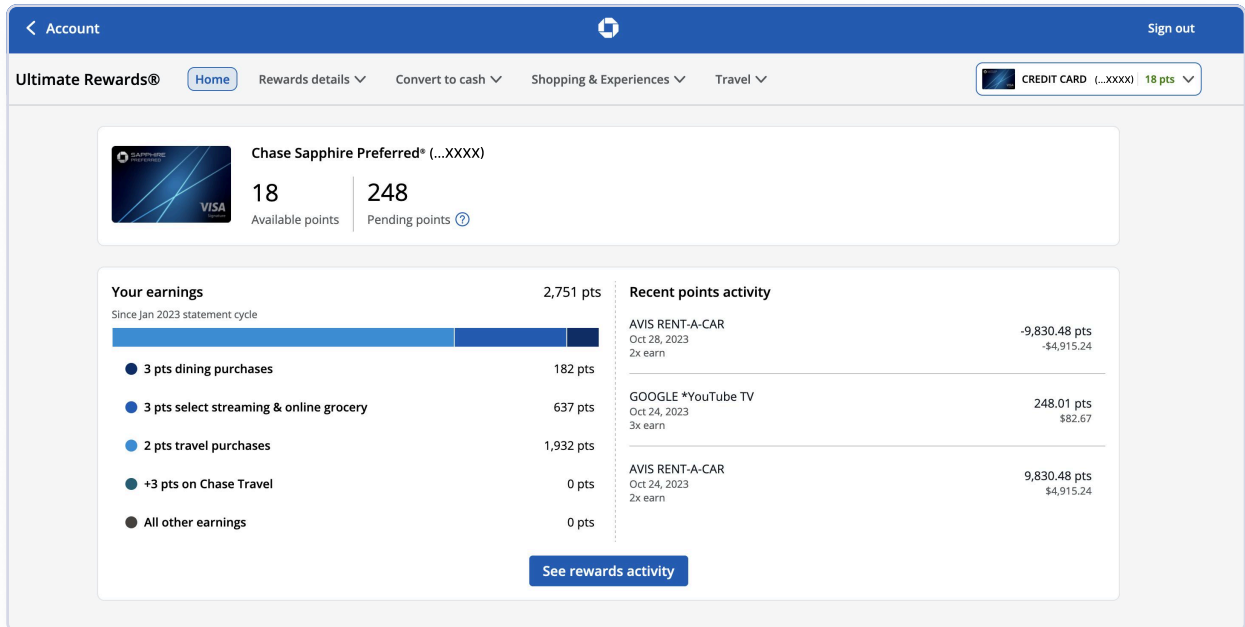 Account
Sign out
Ultimate Rewards®
Home
Rewards details
Convert to cash
Shopping & Experiences
Travel
CREDIT CARD (...XXXX) 18 pts
SAPPHIRE
PREFERRED
VISA
Signature
Chase Sapphire Preferred® (...XXXX)
18
Available points
248
Pending points ?
Your earnings 2,751 pts
Since Jan 2023 statement cycle
3 pts dining purchases 182 pts
3 pts select streaming & online grocery 637 pts
2 pts travel purchases 1,932 pts
+3 pts on Chase Travel 0 pts
All other earnings 0 pts
Recent points activity
AVIS RENT-A-CAR
Oct 28, 2023
2x earn
-9,830.48 pts
-$4,915.24
GOOGLE *YouTube TV
Oct 24, 2023
3x earn
248.01 pts
$82.67
AVIS RENT-A-CAR
Oct 24, 2023
2x earn
9,830.48 pts
$4,915.24
See rewards activity